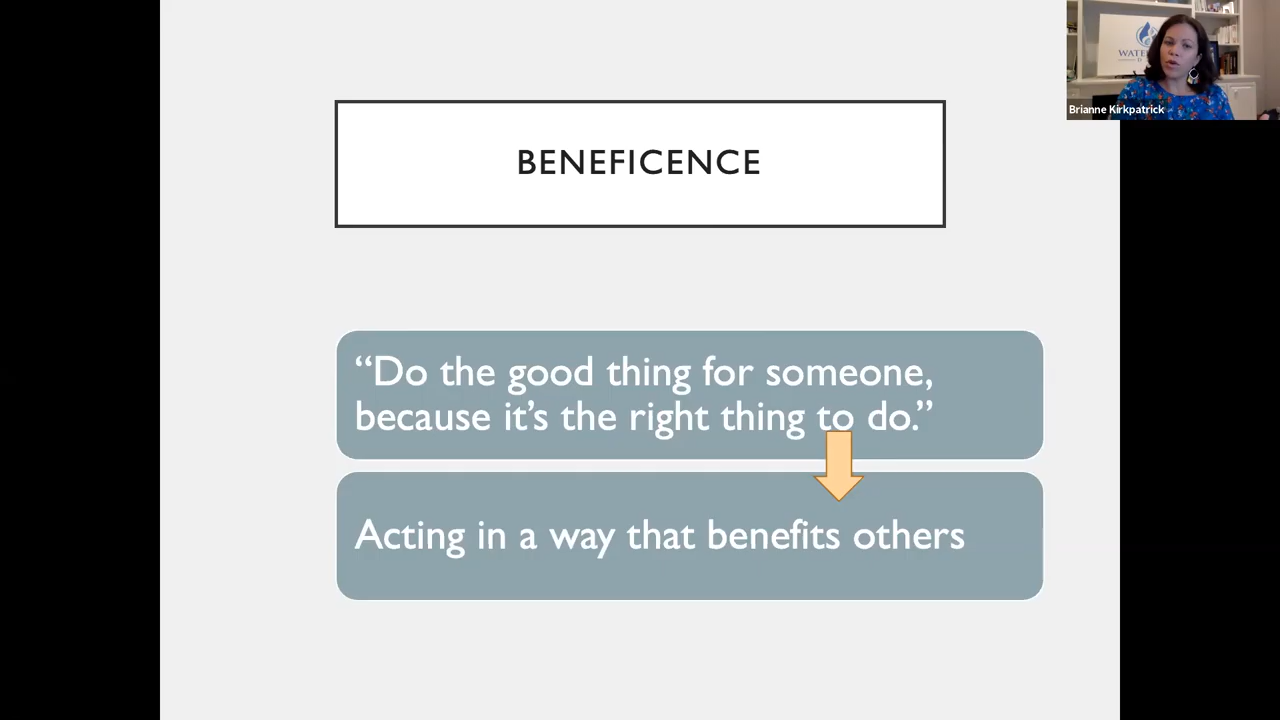 BENEFICENCE
“Do the good thing for someone,
because it’s the right thing to do.”
Acting in a way that benefits others
Brianne Kirkpatrick